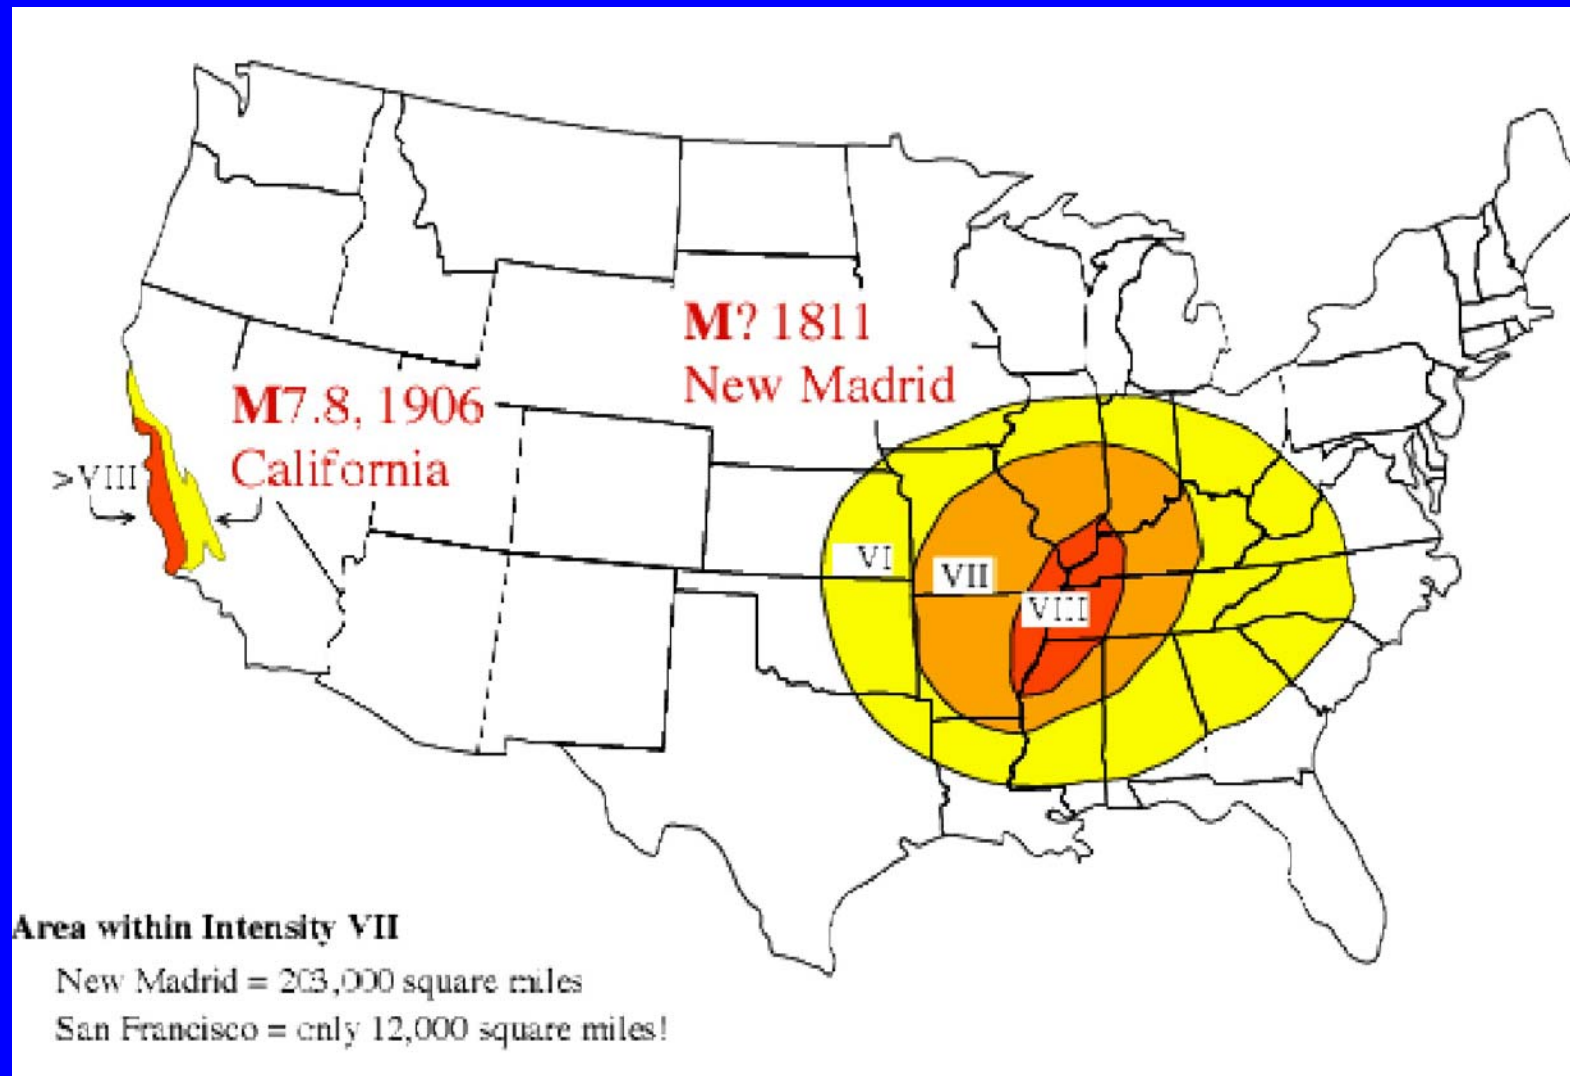 M? 1811
New Madrid
M7.8, 1906
California
>VIII
VI
VII
VIII
Area within Intensity VII
New Madrid = 203,000 square miles
San Francisco = only 12,000 square miles!